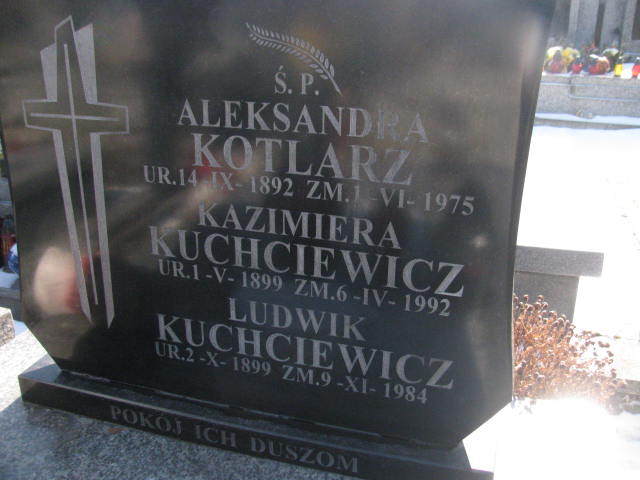 Ś.P.
ALEKSANDRA
KOTLARZ
UR.14-IX-1892 ZM.1-VI-1975
KAZIMIERA
KUCHCIEWICZ
UR.1-V-1899 ZM.6-IV-1992
LUDWIK
KUCHCIEWICZ
UR.2-X-1899 ZM.9-XI-1984
POKÓJ ICH DUSZOM